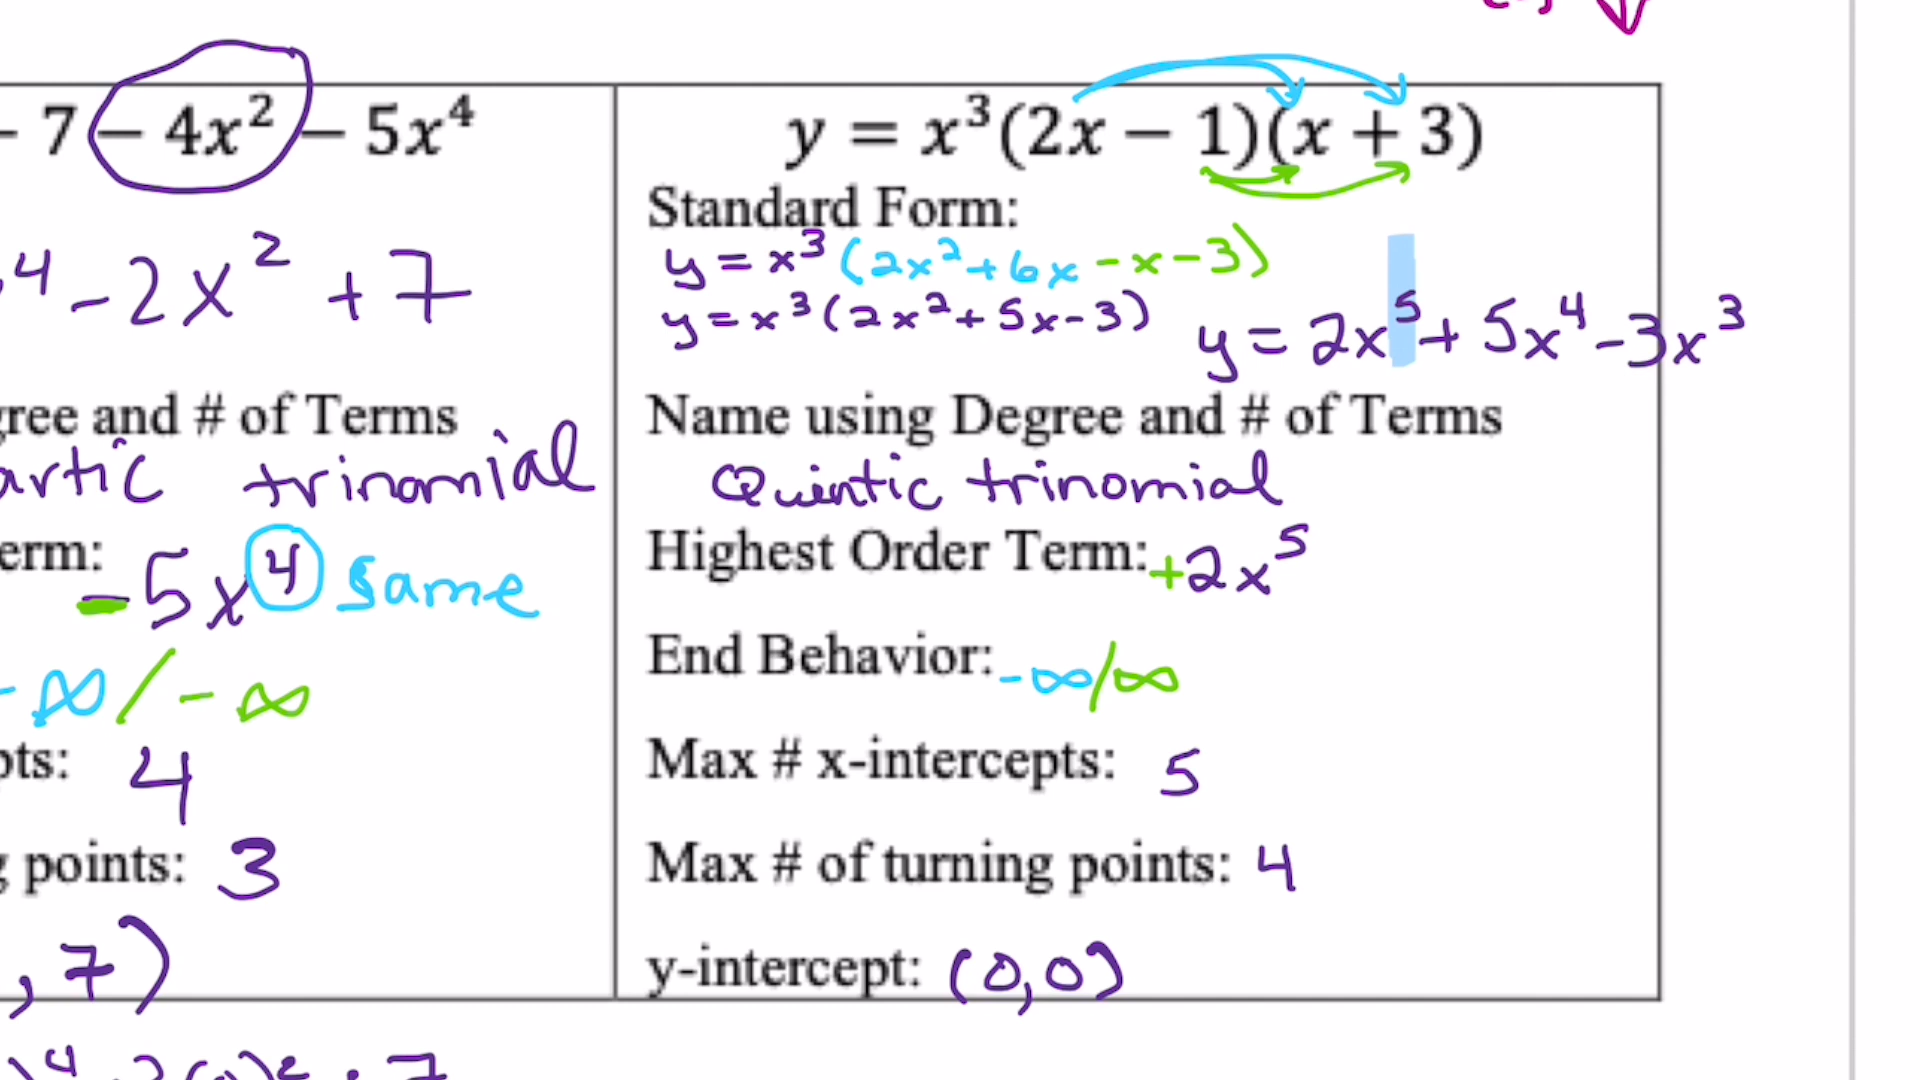 – 7 – 4x² – 5x⁴
⁴ - 2x² + 7
gree and # of Terms
artic trinomial
erm: -5x⁴ same
-∞/-∞
pts: 4
g points: 3
, 7)
y = x³(2x – 1)(x + 3)
Standard Form:
y = x³(2x² + 6x - x - 3)
y = x³(2x² + 5x - 3)
y = 2x⁵ + 5x⁴ - 3x³
Name using Degree and # of Terms
Quintic trinomial
Highest Order Term: +2x⁵
End Behavior: -∞/∞
Max # x-intercepts: 5
Max # of turning points: 4
y-intercept: (0,0)